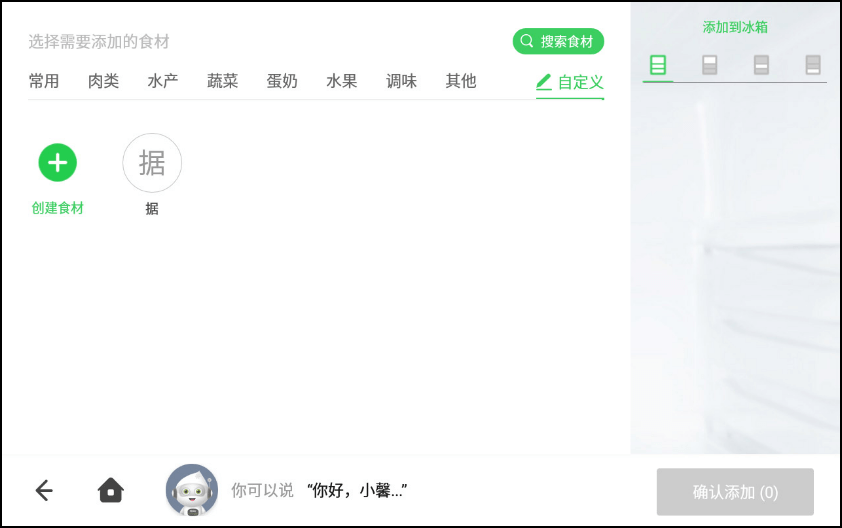 选择需要添加的食材
搜索食材
常用 肉类 水产 蔬菜 蛋奶 水果 调味 其他 自定义
据
创建食材 据
添加到冰箱
你可以说 “你好，小馨...”
确认添加 (0)